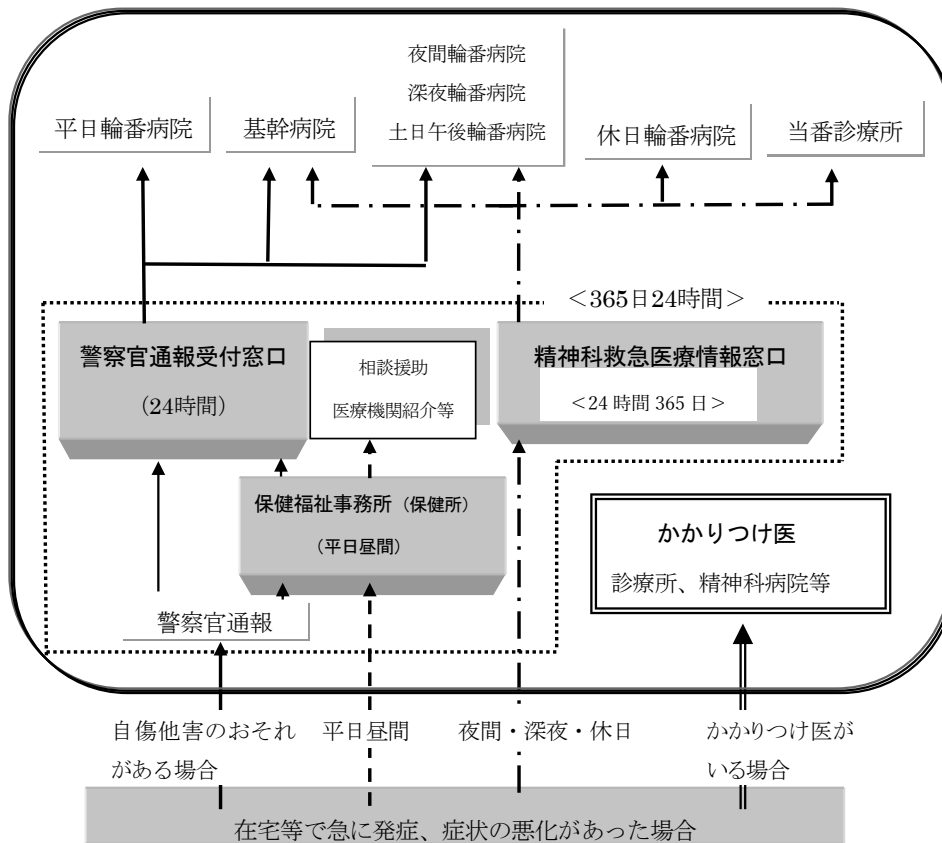 夜間輪番病院
深夜輪番病院
土日午後輪番病院
平日輪番病院
基幹病院
休日輪番病院
当番診療所
＜365日24時間＞
警察官通報受付窓口
（24時間）
相談援助
医療機関紹介等
精神科救急医療情報窓口
＜24時間365日＞
保健福祉事務所（保健所）
（平日昼間）
かかりつけ医
診療所、精神科病院等
警察官通報
自傷他害のおそれ
がある場合
平日昼間
夜間・深夜・休日
かかりつけ医が
いる場合
在宅等で急に発症、症状の悪化があった場合